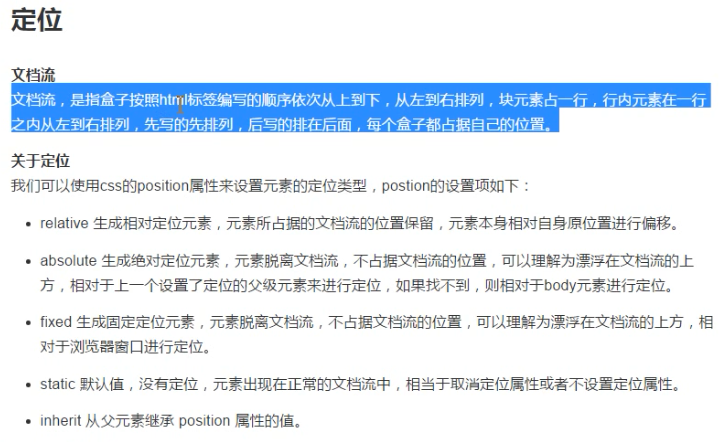 定位
文档流
文档流，是指盒子按照html标签编写的顺序依次从上到下，从左到右排列，块元素占一行，行内元素在一行
之内从左到右排列，先写的先排列，后写的排在后面，每个盒子都占据自己的位置。
关于定位
我们可以使用css的position属性来设置元素的定位类型，postion的设置项如下：
• relative 生成相对定位元素，元素所占据的文档流的位置保留，元素本身相对自身原位置进行偏移。
• absolute 生成绝对定位元素，元素脱离文档流，不占据文档流的位置，可以理解为漂浮在文档流的上
方，相对于上一个设置了定位的父级元素来进行定位，如果找不到，则相对于body元素进行定位。
• fixed 生成固定定位元素，元素脱离文档流，不占据文档流的位置，可以理解为漂浮在文档流的上方，相
对于浏览器窗口进行定位。
• static 默认值，没有定位，元素出现在正常的文档流中，相当于取消定位属性或者不设置定位属性。
• inherit 从父元素继承 position 属性的值。